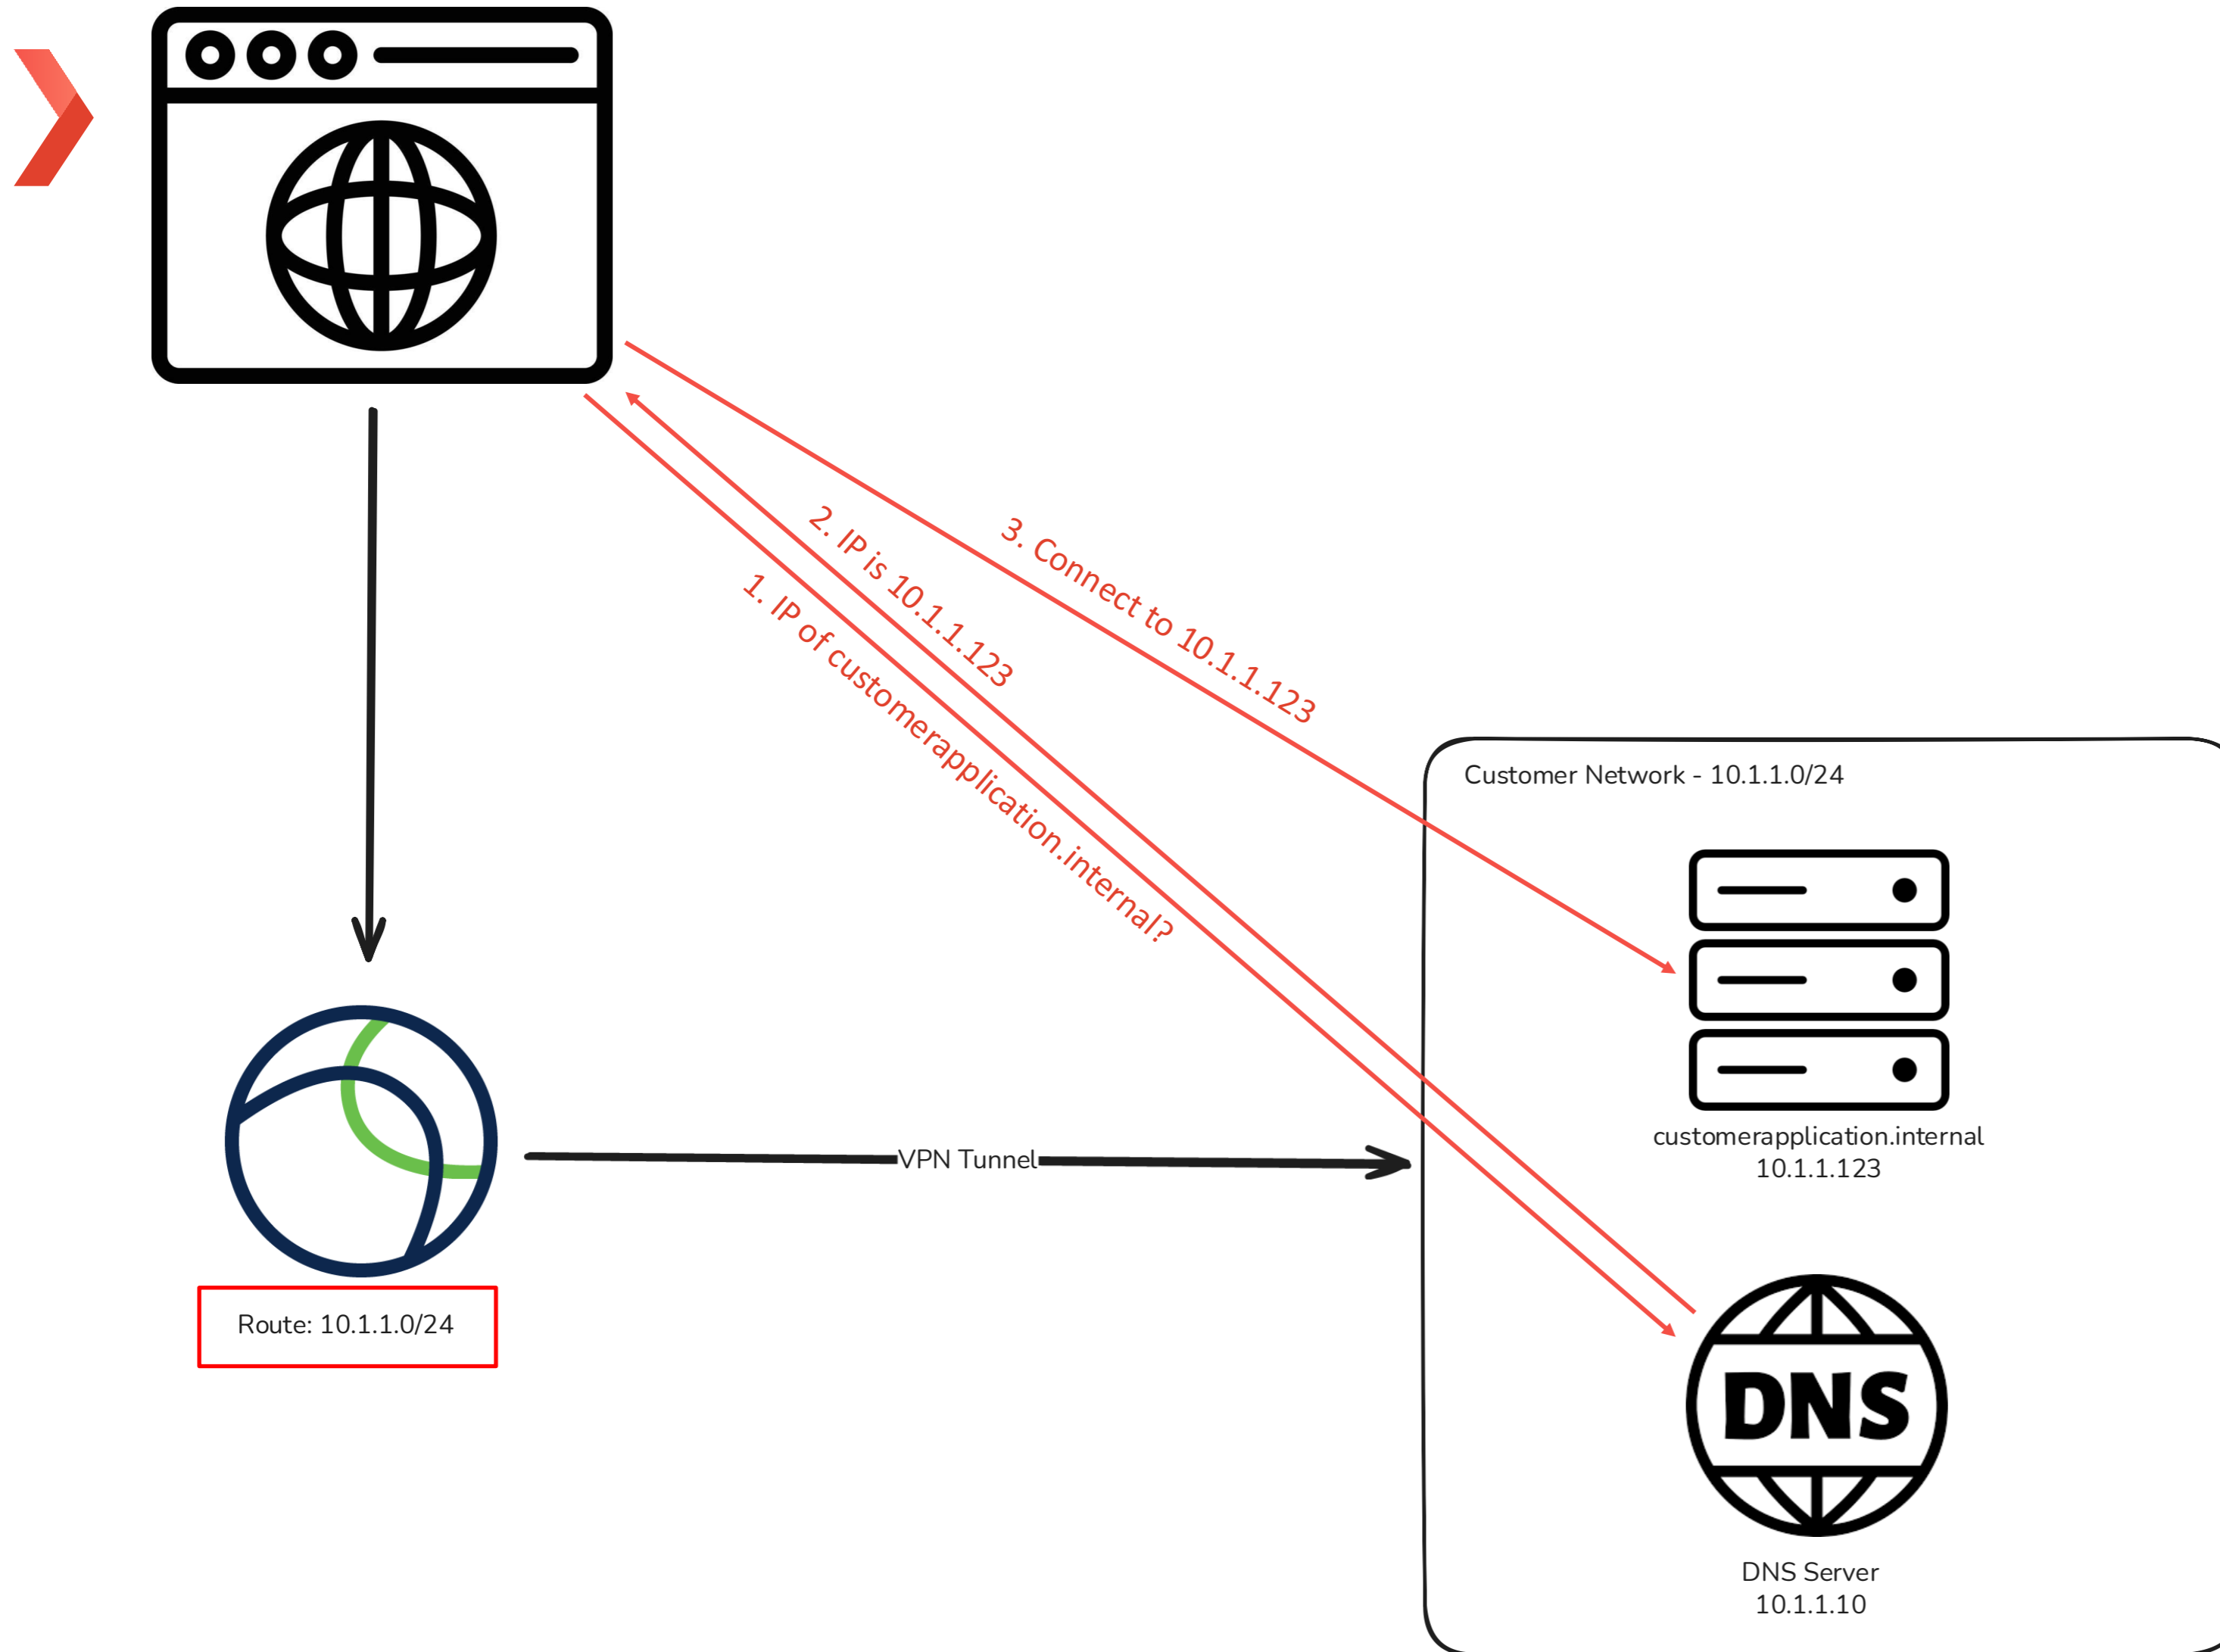 3. Connect to 10.1.1.123
2. IP is 10.1.1.123
1. IP of customerapplication.internal?
Customer Network - 10.1.1.0/24
customerapplication.internal
10.1.1.123
VPN Tunnel
Route: 10.1.1.0/24
DNS
DNS Server
10.1.1.10